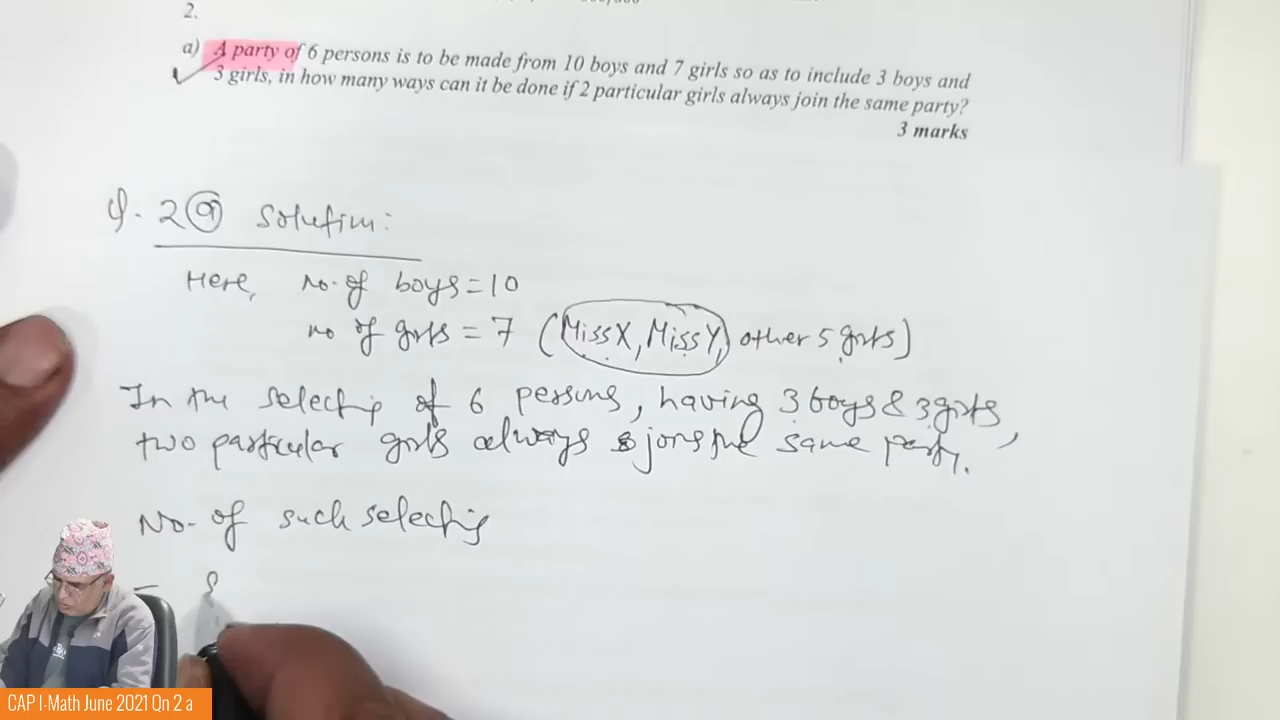 2.
a) A party of 6 persons is to be made from 10 boys and 7 girls so as to include 3 boys and
3 girls, in how many ways can it be done if 2 particular girls always join the same party?
3 marks
Q. 2 a Solution:
Here, no. of boys = 10
no of girls = 7 (Miss X, Miss Y, other 5 girls)
In the selection of 6 persons, having 3 boys & 3 girls,
two particular girls always joins the same party.
No. of such selection
=
CAP I-Math June 2021 Qn 2 a